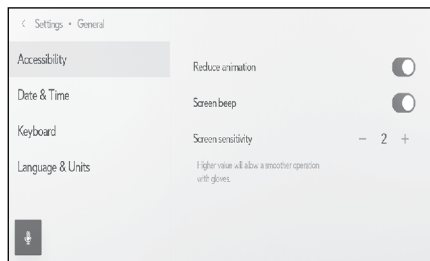 < Settings • General
Accessibility
Date & Time
Keyboard
Language & Units
Reduce animation
Screen beep
Screen sensitivity
− 2 +
Higher value will allow a smoother operation
with gloves.